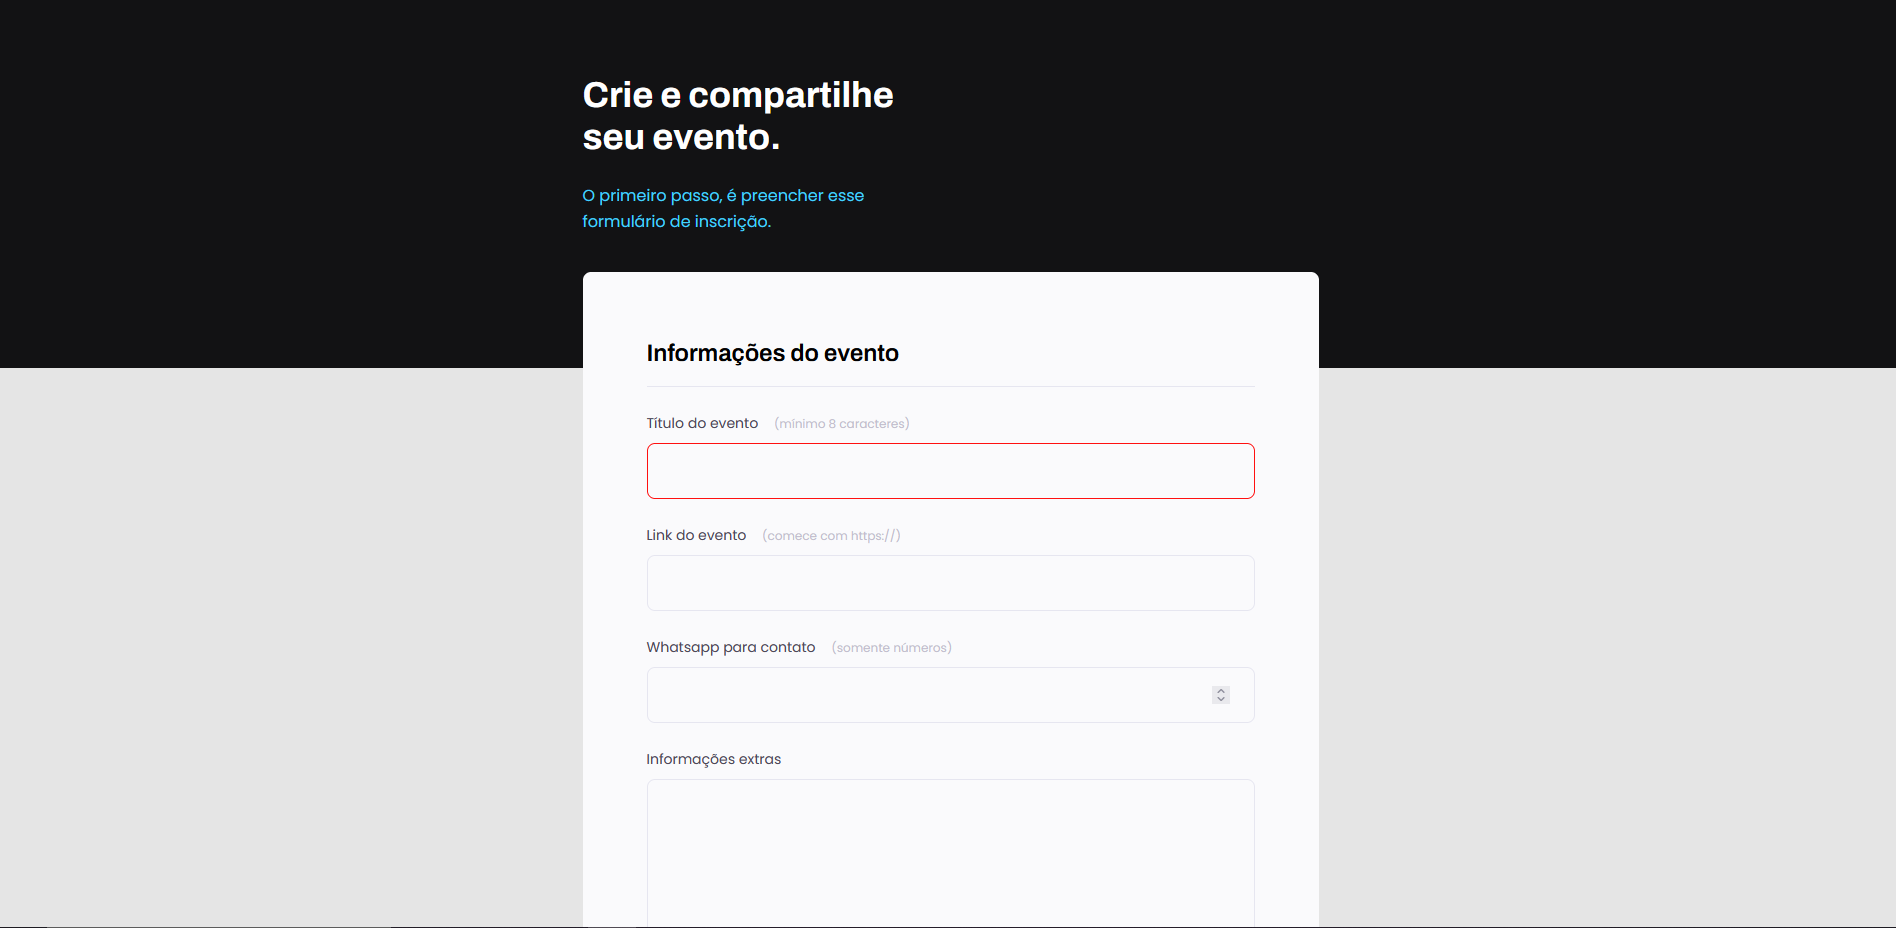 Crie e compartilhe
seu evento.
O primeiro passo, é preencher esse
formulário de inscrição.
Informações do evento
Título do evento (mínimo 8 caracteres)
Link do evento (comece com https://)
Whatsapp para contato (somente números)
Informações extras